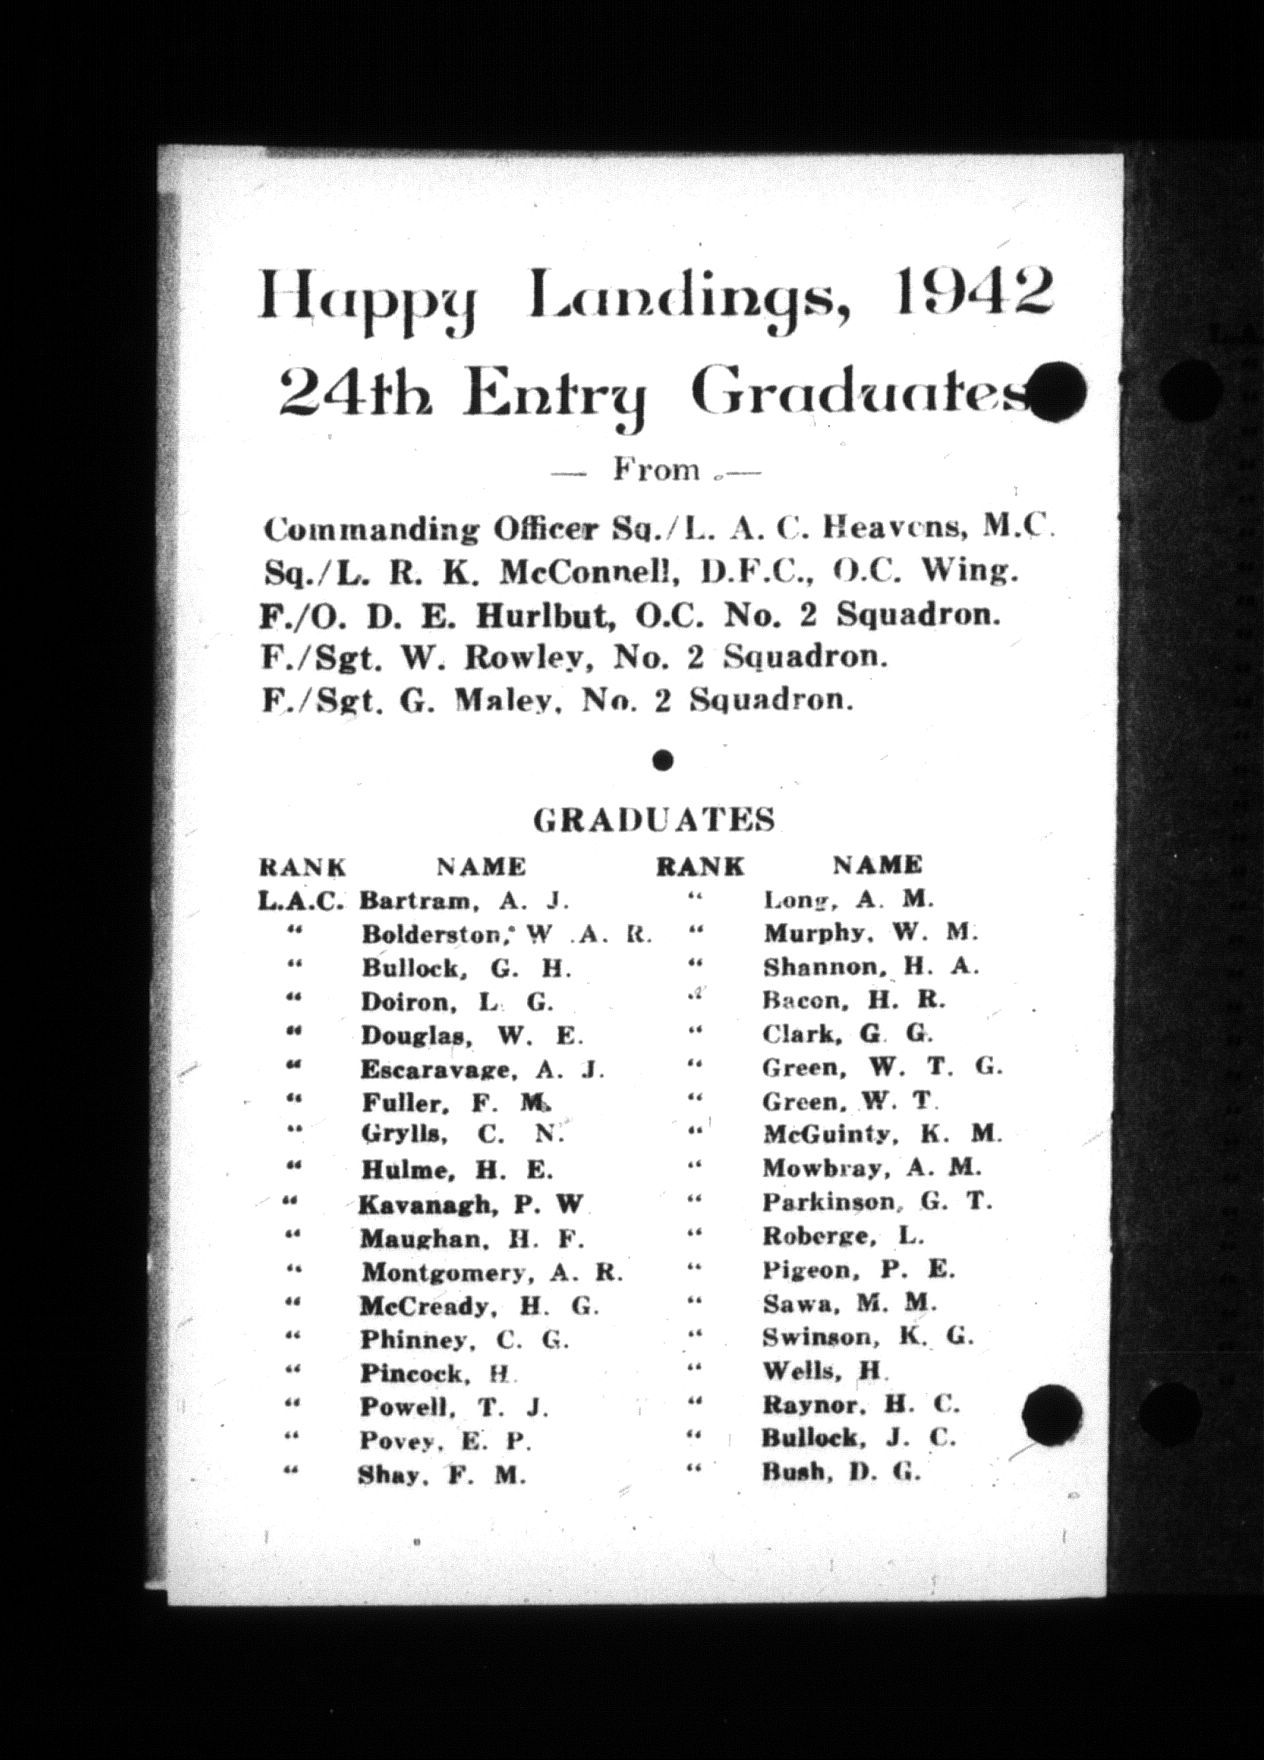 Happy Landings, 1942
24th Entry Graduates
— From —
Commanding Officer Sq./L. A. C. Heavens, M.C.
Sq./L. R. K. McConnell, D.F.C., O.C. Wing.
F./O. D. E. Hurlbut, O.C. No. 2 Squadron.
F./Sgt. W. Rowley, No. 2 Squadron.
F./Sgt. G. Maley, No. 2 Squadron.
GRADUATES
RANK NAME RANK NAME
L.A.C. Bartram, A. J. “ Long, A. M.
“ Bolderston, W .A. R. “ Murphy, W. M.
“ Bullock, G. H. “ Shannon, H. A.
“ Doiron, L. G. “ Bacon, H. R.
“ Douglas, W. E. “ Clark, G. G.
“ Escaravage, A. J. “ Green, W. T. G.
“ Fuller, F. M. “ Green, W. T.
“ Grylls, C. N. “ McGuinty, K. M.
“ Hulme, H. E. “ Mowbray, A. M.
“ Kavanagh, P. W “ Parkinson, G. T.
“ Maughan, H. F. “ Roberge, L.
“ Montgomery, A. R. “ Pigeon, P. E.
“ McCready, H. G. “ Sawa, M. M.
“ Phinney, C. G. “ Swinson, K. G.
“ Pincock, H. “ Wells, H.
“ Powell, T. J. “ Raynor, H. C.
“ Povey, E. P. “ Bullock, J. C.
“ Shay, F. M. “ Bush, D. G.